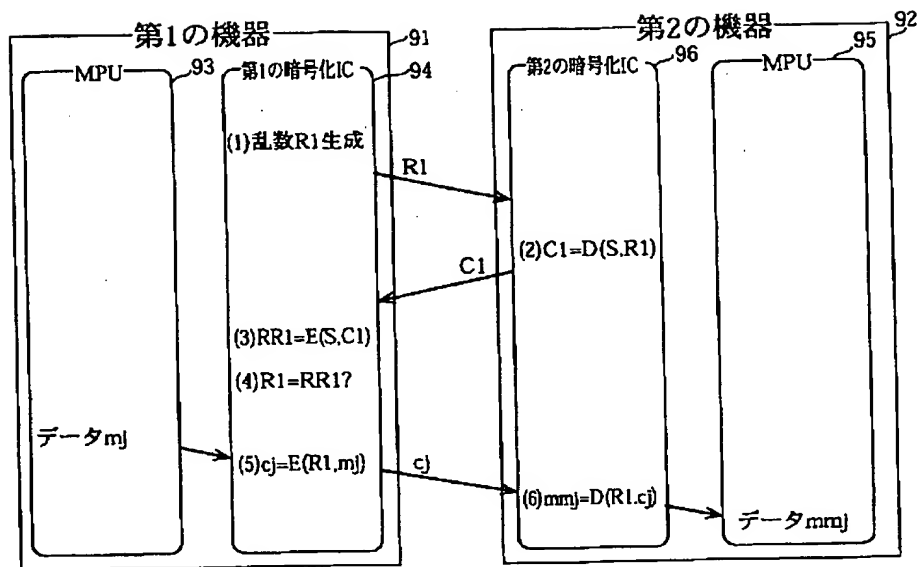 第1の機器
91
MPU
93
第1の暗号化IC
94
(1)乱数R1生成
R1
C1
(3)RR1=E(S,C1)
(4)R1=RR1?
データmj
(5)cj=E(R1,mj)
cj
第2の機器
92
第2の暗号化IC
96
MPU
95
(2)C1=D(S,R1)
(6)mmj=D(R1,cj)
データmmj